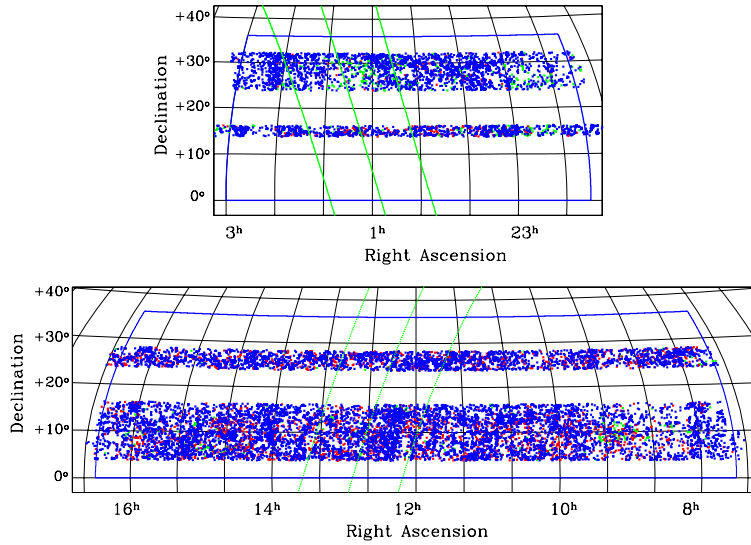 +40°
+30°
+20°
+10°
0°
Declination
3h 1h 23h
Right Ascension
+40°
+30°
+20°
+10°
0°
Declination
16h 14h 12h 10h 8h
Right Ascension